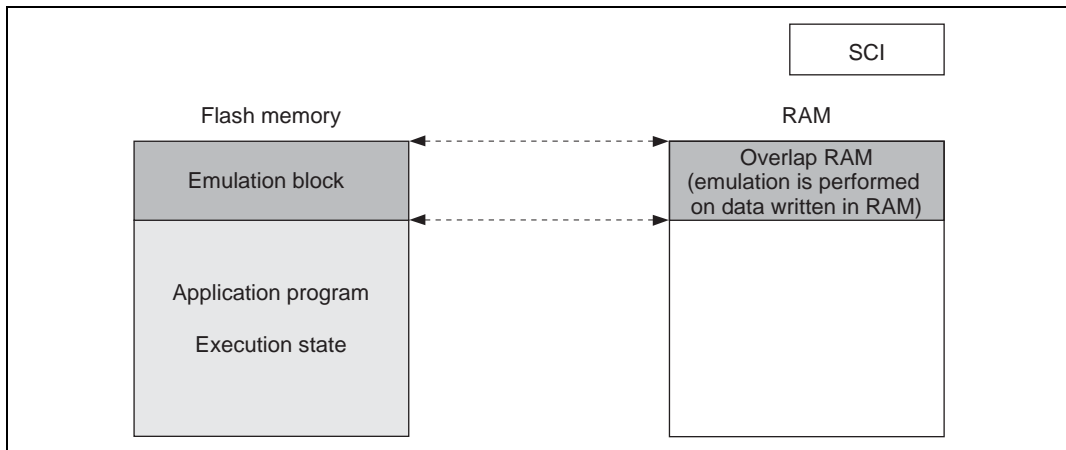 SCI
Flash memory
RAM
Emulation block
Overlap RAM
(emulation is performed
on data written in RAM)
Application program
Execution state